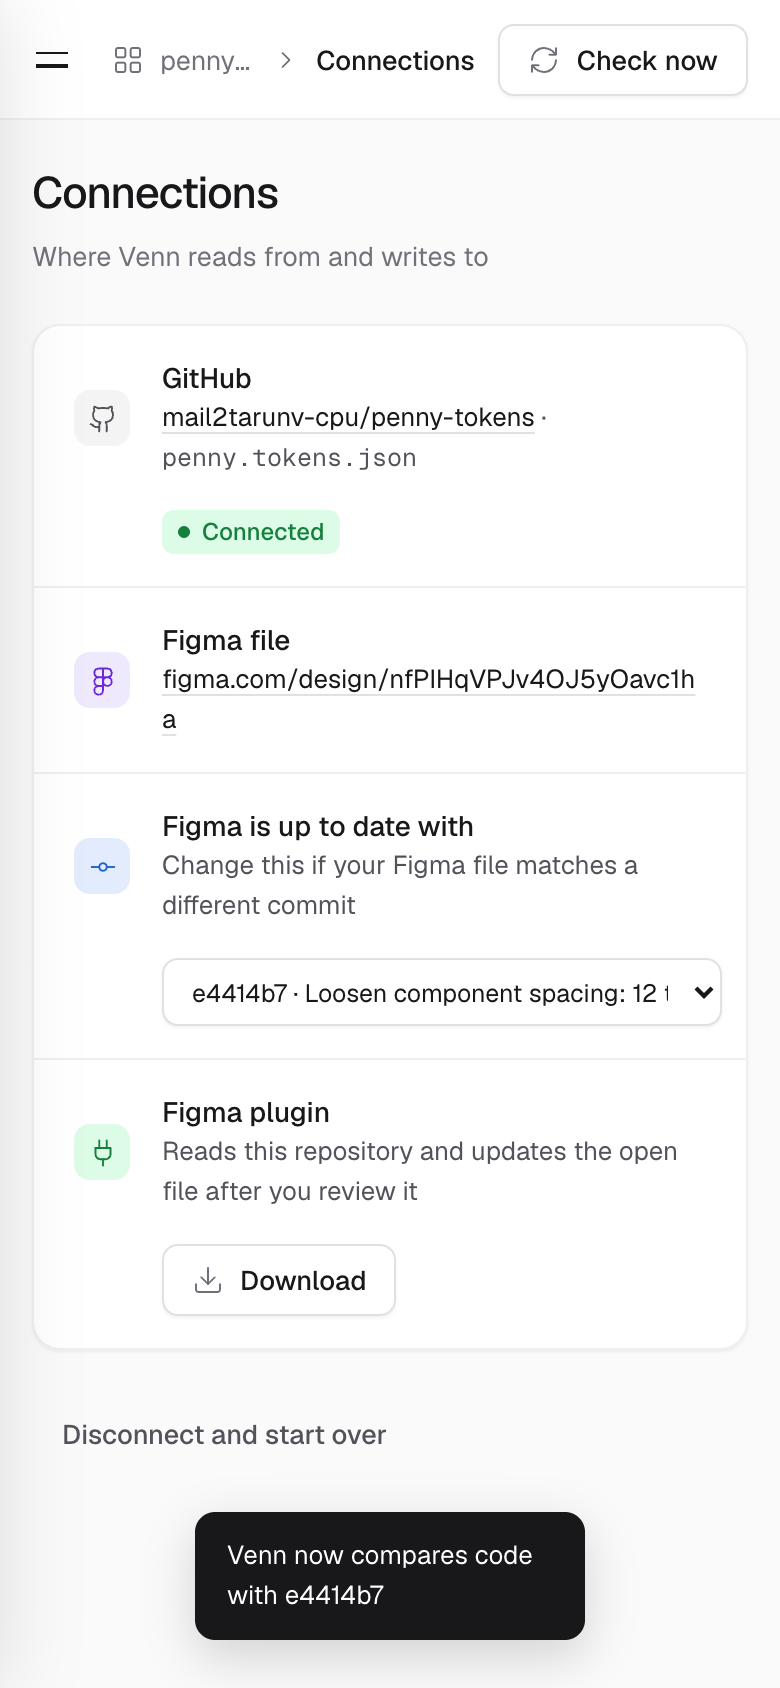 penny... > Connections Check now
Connections
Where Venn reads from and writes to
GitHub
mail2tarunv-cpu/penny-tokens ·
penny.tokens.json
Connected
Figma file
figma.com/design/nfPIHqVPJv4OJ5yOavc1h
a
Figma is up to date with
Change this if your Figma file matches a
different commit
e4414b7 · Loosen component spacing: 12
Figma plugin
Reads this repository and updates the open
file after you review it
Download
Disconnect and start over
Venn now compares code
with e4414b7